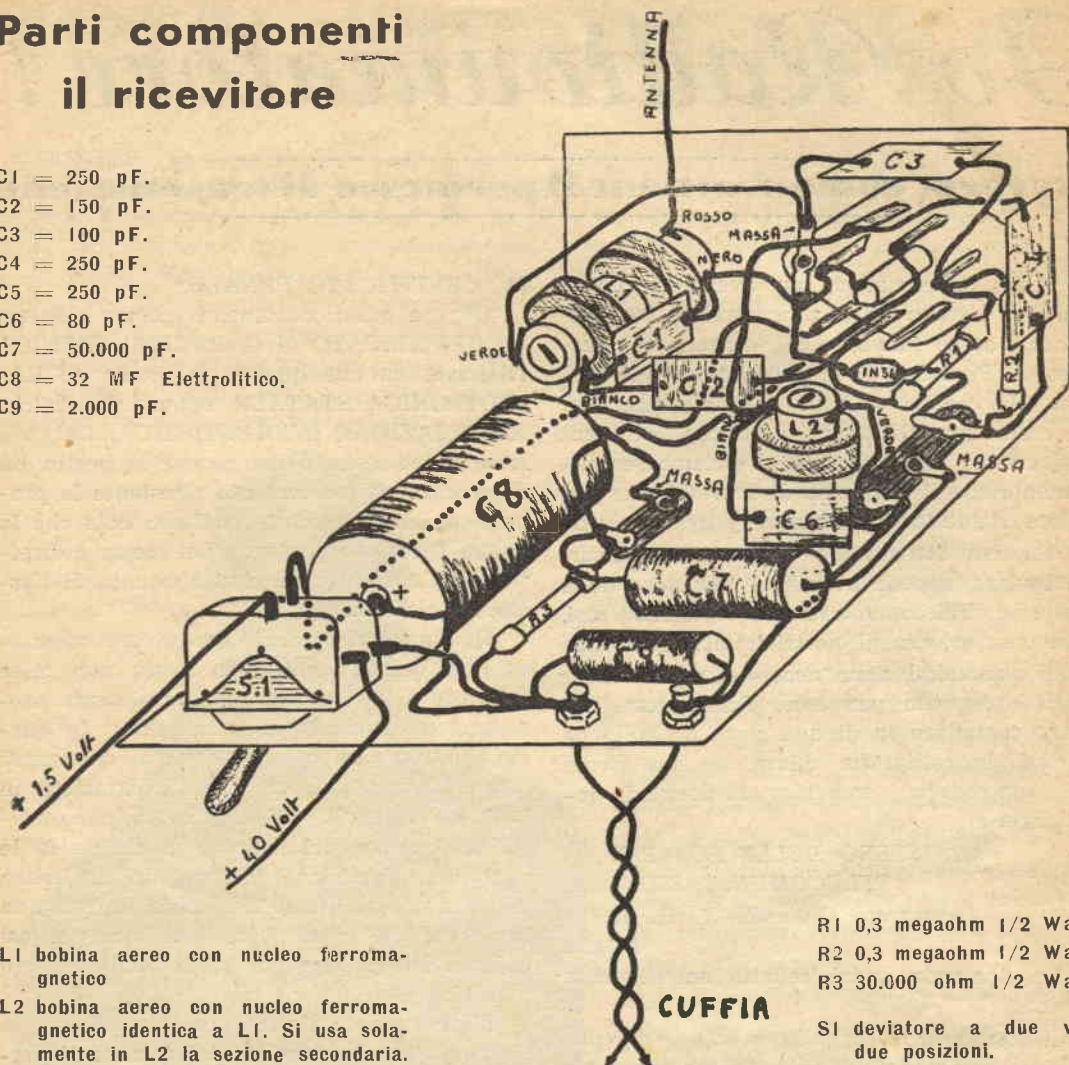 Parti componenti
il ricevitore
C1 = 250 pF.
C2 = 150 pF.
C3 = 100 pF.
C4 = 250 pF.
C5 = 250 pF.
C6 = 80 pF.
C7 = 50.000 pF.
C8 = 32 MF Elettrolitico.
C9 = 2.000 pF.
ANTENNA
ROSSO
MASSA
NERO
C3
C4
L1
C1
VERDE
BIANCO
C2
INSA
R1
R2
L2
VERDE
MASSA
C8
MASSA
C6
C7
R3
C9
+
S1
+ 1.5 Volt
+ 40 Volt
CUFFIA
L1 bobina aereo con nucleo ferroma-
gnetico
L2 bobina aereo con nucleo ferroma-
gnetico identica a L1. Si usa sola-
mente in L2 la sezione secondaria.
R1 0,3 megaohm 1/2 Wa
R2 0,3 megaohm 1/2 Wa
R3 30.000 ohm 1/2 Wa
S1 deviatore a due v
due posizioni.